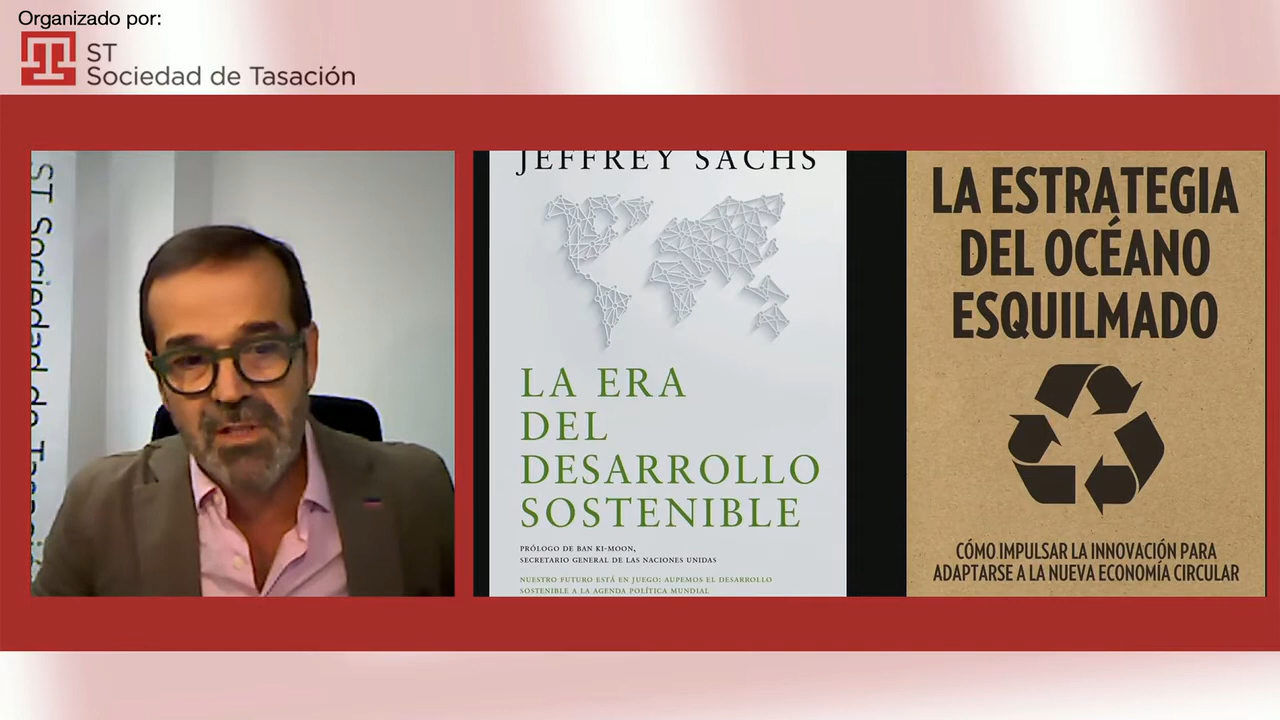 Organizado por:
ST
Sociedad de Tasación
ST Sociedad de Tasación
JEFFREY SACHS
LA ERA
DEL
DESARROLLO
SOSTENIBLE
PRÓLOGO DE BAN KI-MOON,
SECRETARIO GENERAL DE LAS NACIONES UNIDAS
NUESTRO FUTURO ESTÁ EN JUEGO: AUPEMOS EL DESARROLLO
SOSTENIBLE A LA AGENDA POLÍTICA MUNDIAL
LA ESTRATEGIA
DEL OCÉANO
ESQUILMADO
CÓMO IMPULSAR LA INNOVACIÓN PARA
ADAPTARSE A LA NUEVA ECONOMÍA CIRCULAR